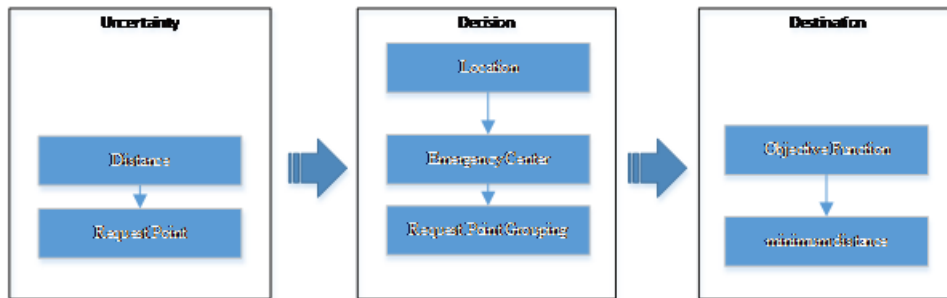 Uncertainty
Distance
Request Point
Decision
Location
Emergency Center
Request Point Grouping
Destination
Objective Function
minimum distance